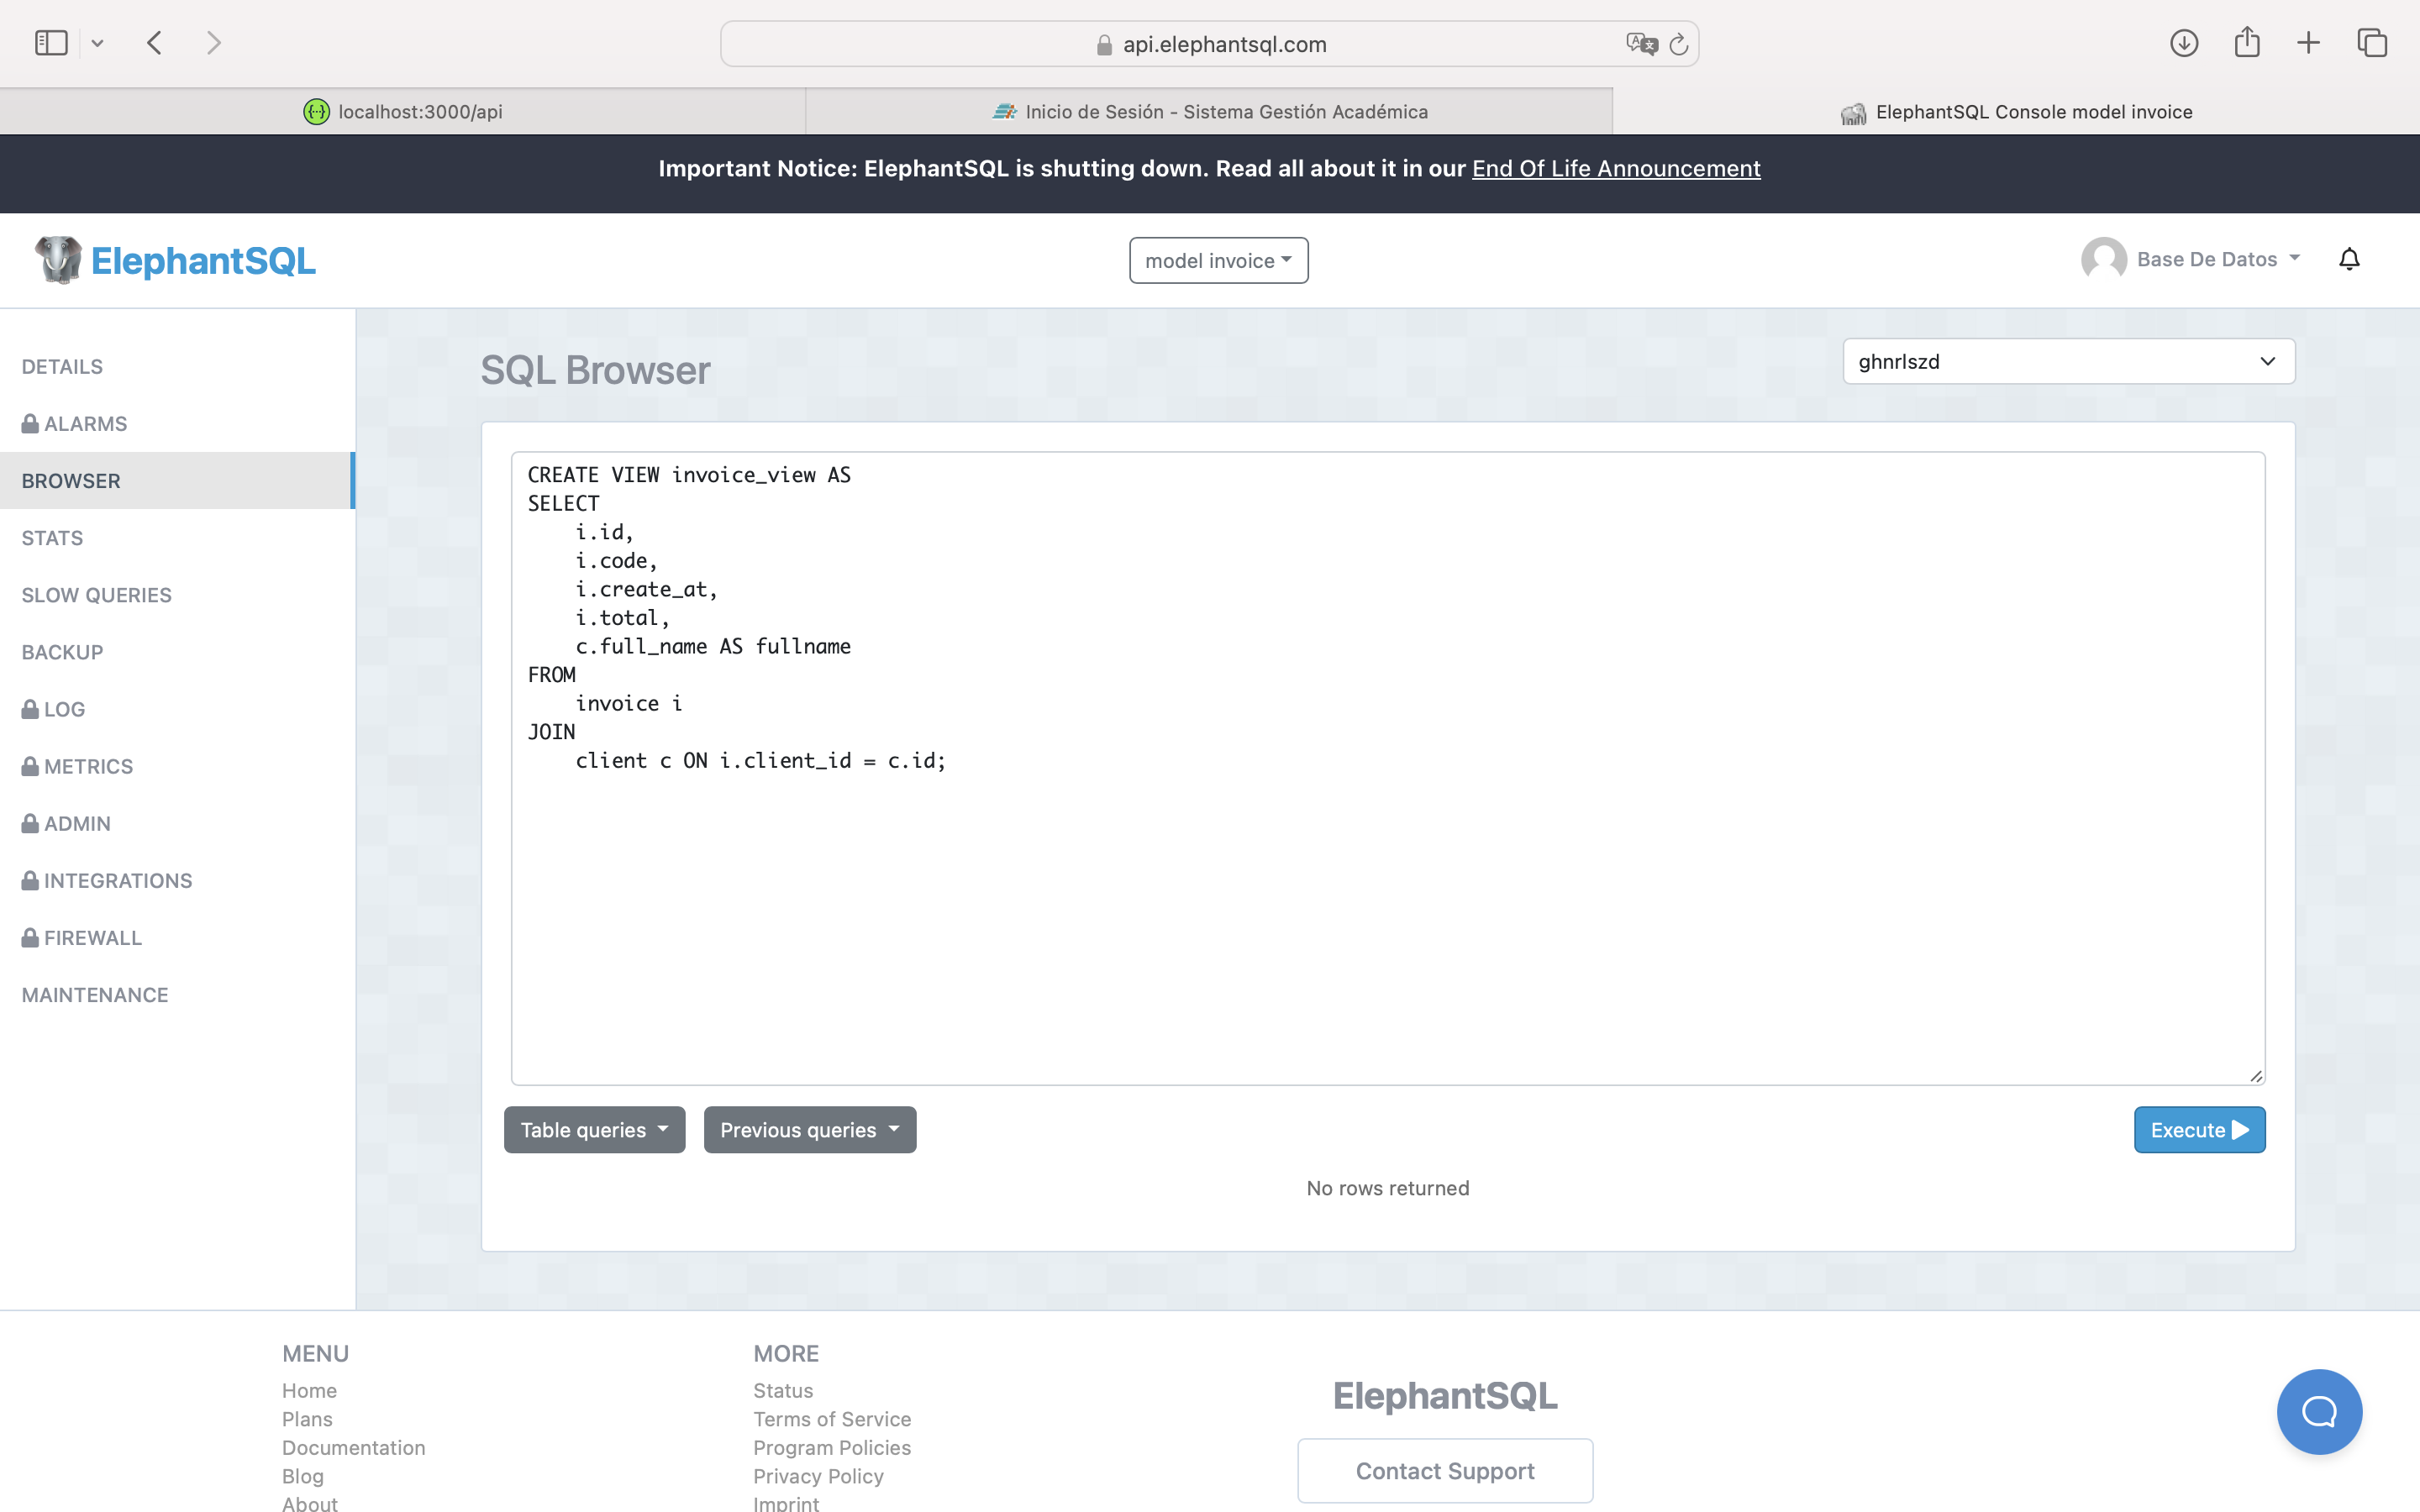 api.elephantsql.com
localhost:3000/api
Inicio de Sesión - Sistema Gestión Académica
ElephantSQL Console model invoice
Important Notice: ElephantSQL is shutting down. Read all about it in our End Of Life Announcement
ElephantSQL
model invoice
Base De Datos
DETAILS
ALARMS
BROWSER
STATS
SLOW QUERIES
BACKUP
LOG
METRICS
ADMIN
INTEGRATIONS
FIREWALL
MAINTENANCE
SQL Browser
ghnrlszd
CREATE VIEW invoice_view AS
SELECT
    i.id,
    i.code,
    i.create_at,
    i.total,
    c.full_name AS fullname
FROM
    invoice i
JOIN
    client c ON i.client_id = c.id;
Table queries
Previous queries
Execute
No rows returned
MENU
Home
Plans
Documentation
Blog
About
MORE
Status
Terms of Service
Program Policies
Privacy Policy
Imprint
ElephantSQL
Contact Support